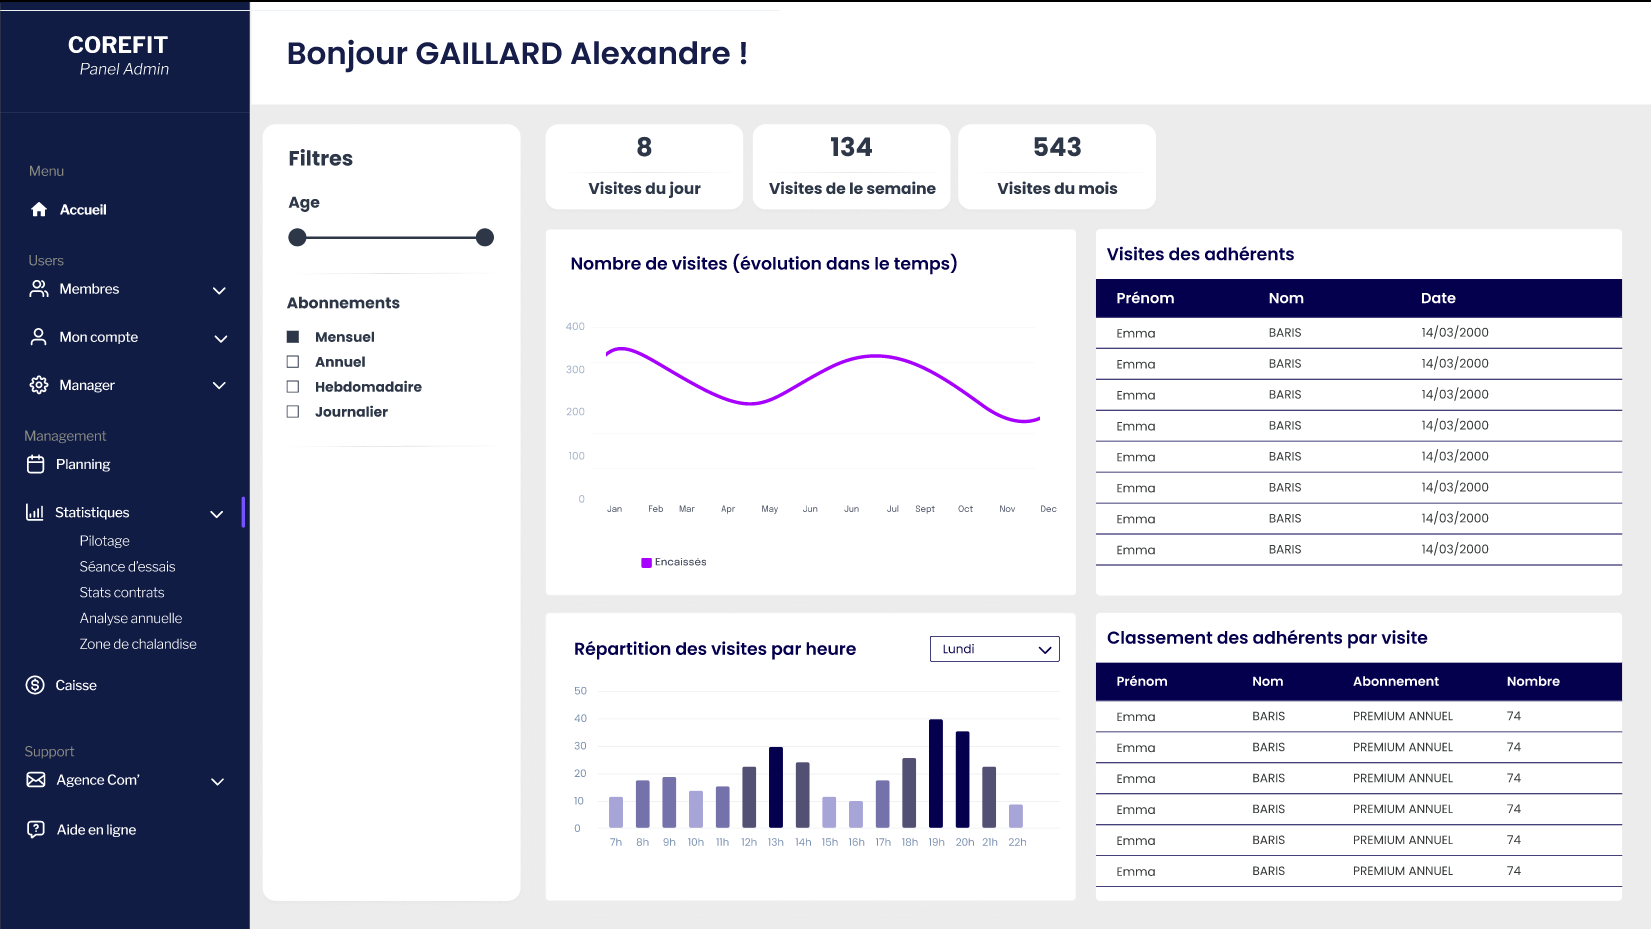 COREFIT
Panel Admin
Menu
Accueil
Users
Membres
Mon compte
Manager
Management
Planning
Statistiques
Pilotage
Séance d'essais
Stats contrats
Analyse annuelle
Zone de chalandise
Caisse
Support
Agence Com'
Aide en ligne
Bonjour GAILLARD Alexandre !
Filtres
Age
Abonnements
Mensuel
Annuel
Hebdomadaire
Journalier
8
Visites du jour
134
Visites de le semaine
543
Visites du mois
Nombre de visites (évolution dans le temps)
400
300
200
100
0
Jan Feb Mar Apr May Jun Jun Jul Sept Oct Nov Dec
Encaissés
Visites des adhérents
Prénom Nom Date
Emma BARIS 14/03/2000
Emma BARIS 14/03/2000
Emma BARIS 14/03/2000
Emma BARIS 14/03/2000
Emma BARIS 14/03/2000
Emma BARIS 14/03/2000
Emma BARIS 14/03/2000
Emma BARIS 14/03/2000
Répartition des visites par heure
Lundi
50
40
30
20
10
0
7h 8h 9h 10h 11h 12h 13h 14h 15h 16h 17h 18h 19h 20h 21h 22h
Classement des adhérents par visite
Prénom Nom Abonnement Nombre
Emma BARIS PREMIUM ANNUEL 74
Emma BARIS PREMIUM ANNUEL 74
Emma BARIS PREMIUM ANNUEL 74
Emma BARIS PREMIUM ANNUEL 74
Emma BARIS PREMIUM ANNUEL 74
Emma BARIS PREMIUM ANNUEL 74